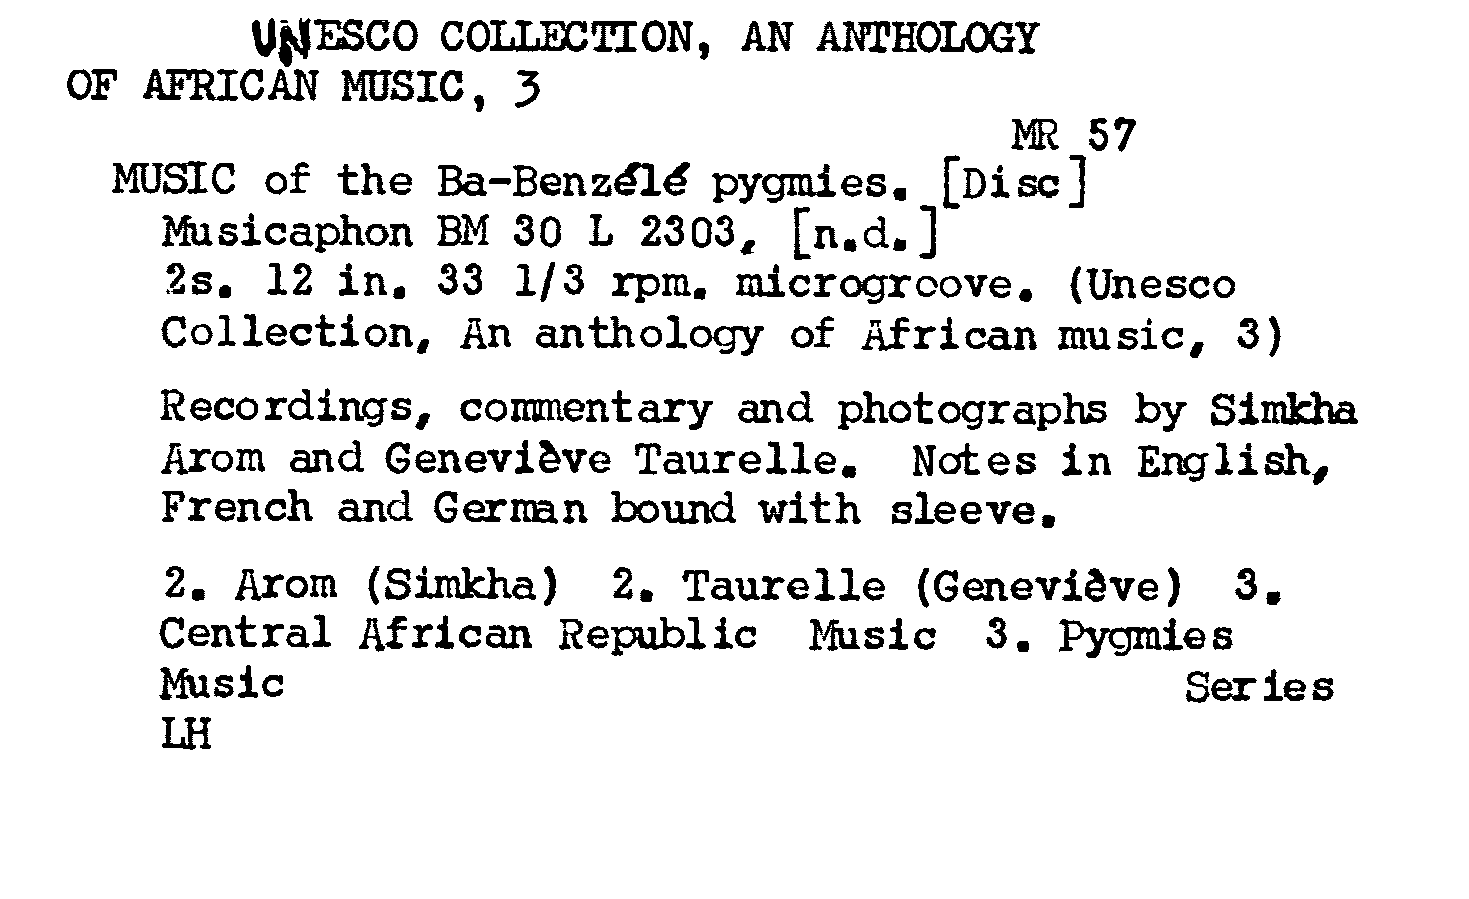 UNESCO COLLECTION, AN ANTHOLOGY
OF AFRICAN MUSIC, 3
MR 57
MUSIC of the Ba-Benzélé pygmies. [Disc]
Musicaphon BM 30 L 2303, [n.d.]
2s. 12 in. 33 1/3 rpm. microgroove. (Unesco
Collection, An anthology of African music, 3)
Recordings, commentary and photographs by Simkha
Arom and Geneviève Taurelle. Notes in English,
French and German bound with sleeve.
2. Arom (Simkha) 2. Taurelle (Geneviève) 3.
Central African Republic Music 3. Pygmies
Music Series
LH